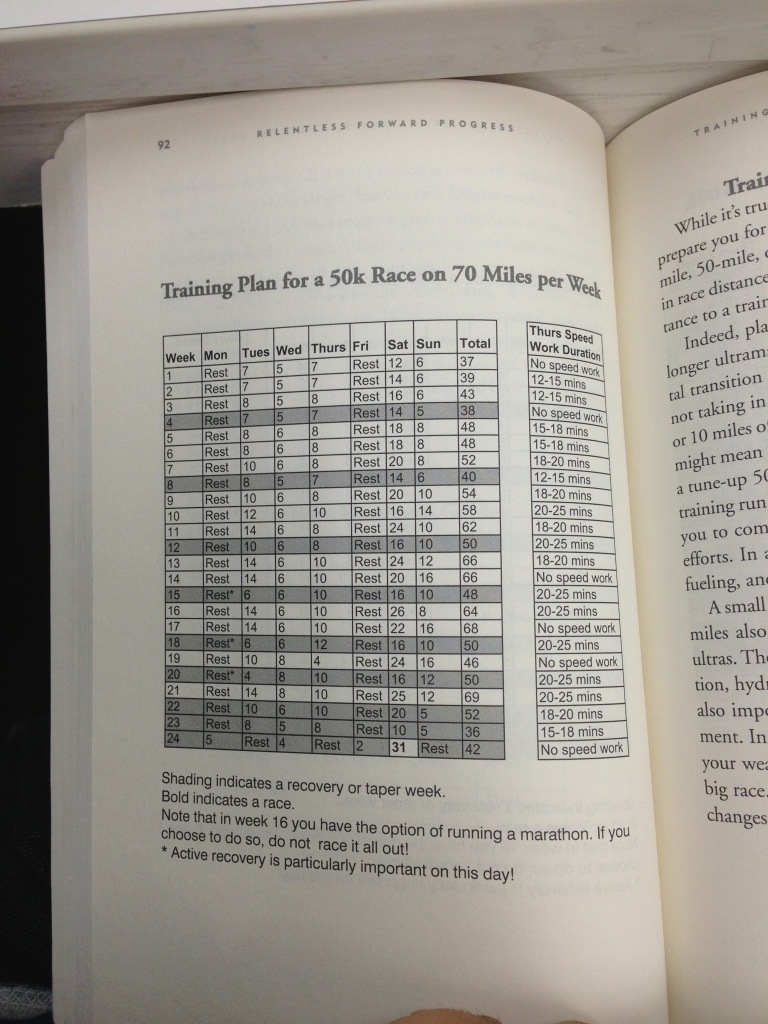 92
RELENTLESS FORWARD PROGRESS
Training Plan for a 50k Race on 70 Miles per Week
Week Mon Tues Wed Thurs Fri Sat Sun Total Thurs Speed Work Duration
1 Rest 7 5 7 Rest 12 6 37 No speed work
2 Rest 7 5 7 Rest 14 6 39 12-15 mins
3 Rest 8 5 8 Rest 16 6 43 12-15 mins
4 Rest 7 5 7 Rest 14 5 38 No speed work
5 Rest 8 6 8 Rest 18 8 48 15-18 mins
6 Rest 8 6 8 Rest 18 8 48 15-18 mins
7 Rest 10 6 8 Rest 20 8 52 18-20 mins
8 Rest 8 5 7 Rest 14 6 40 12-15 mins
9 Rest 10 6 8 Rest 20 10 54 18-20 mins
10 Rest 12 6 10 Rest 16 14 58 20-25 mins
11 Rest 14 6 8 Rest 24 10 62 18-20 mins
12 Rest 10 6 8 Rest 16 10 50 20-25 mins
13 Rest 14 6 10 Rest 24 12 66 18-20 mins
14 Rest 14 6 10 Rest 20 16 66 No speed work
15 Rest* 6 6 10 Rest 16 10 48 20-25 mins
16 Rest 14 6 10 Rest 26 8 64 20-25 mins
17 Rest 14 6 10 Rest 22 16 68 No speed work
18 Rest* 6 6 12 Rest 16 10 50 20-25 mins
19 Rest 10 8 4 Rest 24 16 46 No speed work
20 Rest* 4 8 10 Rest 16 12 50 20-25 mins
21 Rest 14 8 10 Rest 25 12 69 20-25 mins
22 Rest 10 6 10 Rest 20 5 52 18-20 mins
23 Rest 8 5 8 Rest 10 5 36 15-18 mins
24 5 Rest 4 Rest 2 31 Rest 42 No speed work
Shading indicates a recovery or taper week.
Bold indicates a race.
Note that in week 16 you have the option of running a marathon. If you
choose to do so, do not race it all out!
* Active recovery is particularly important on this day!
TRAINING
Train
While it's tru
prepare you for
mile, 50-mile,
in race distance
tance to a train
Indeed, pla
longer ultrama
tal transition
not taking in
or 10 miles o
might mean
a tune-up 50
training run
you to com
efforts. In a
fueling, and
A small
miles also
ultras. The
tion, hydr
also impo
ment. In
your wea
big race.
changes